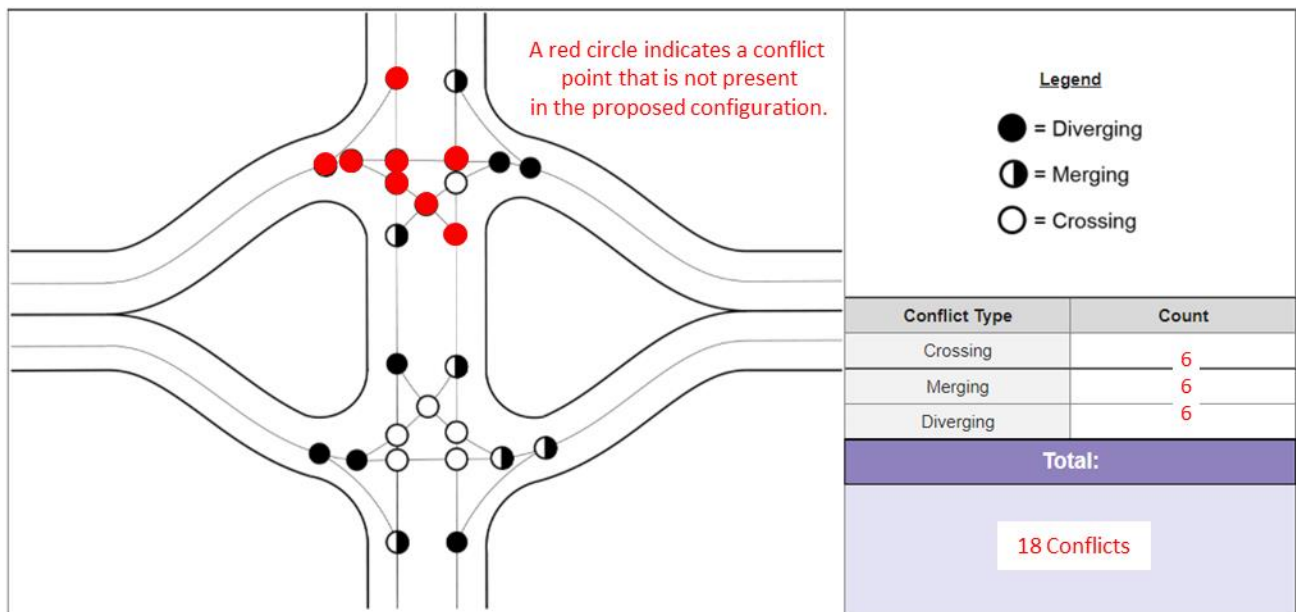 A red circle indicates a conflict
point that is not present
in the proposed configuration.
Legend
= Diverging
= Merging
= Crossing
Conflict Type Count
Crossing 6
Merging 6
Diverging 6
Total:
18 Conflicts